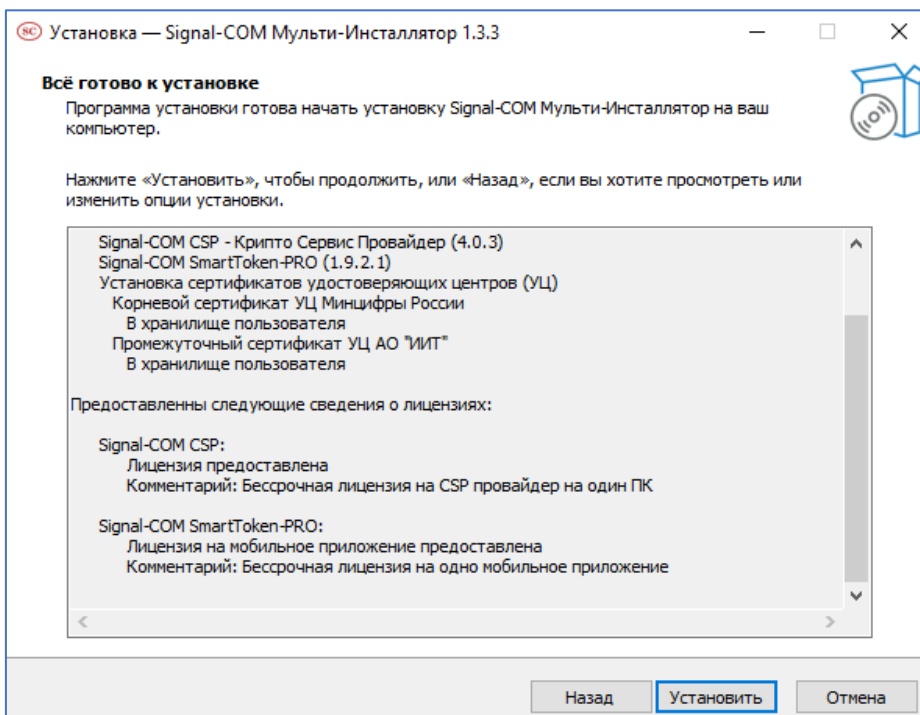 SC Установка — Signal-COM Мульти-Инсталлятор 1.3.3
Всё готово к установке
Программа установки готова начать установку Signal-COM Мульти-Инсталлятор на ваш
компьютер.
Нажмите «Установить», чтобы продолжить, или «Назад», если вы хотите просмотреть или
изменить опции установки.
Signal-COM CSP - Крипто Сервис Провайдер (4.0.3)
Signal-COM SmartToken-PRO (1.9.2.1)
Установка сертификатов удостоверяющих центров (УЦ)
Корневой сертификат УЦ Минцифры России
В хранилище пользователя
Промежуточный сертификат УЦ АО "ИИТ"
В хранилище пользователя
Предоставленны следующие сведения о лицензиях:
Signal-COM CSP:
Лицензия предоставлена
Комментарий: Бессрочная лицензия на CSP провайдер на один ПК
Signal-COM SmartToken-PRO:
Лицензия на мобильное приложение предоставлена
Комментарий: Бессрочная лицензия на одно мобильное приложение
Назад Установить Отмена